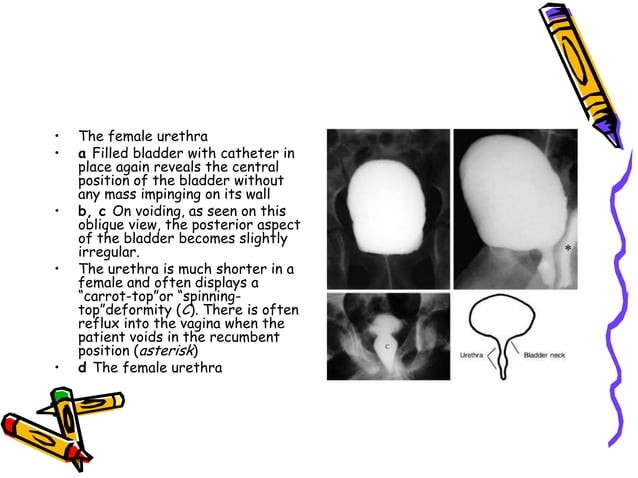 • The female urethra
• a Filled bladder with catheter in
place again reveals the central
position of the bladder without
any mass impinging on its wall
• b, c On voiding, as seen on this
oblique view, the posterior aspect
of the bladder becomes slightly
irregular.
• The urethra is much shorter in a
female and often displays a
“carrot-top”or “spinning-
top”deformity (C). There is often
reflux into the vagina when the
patient voids in the recumbent
position (asterisk)
• d The female urethra
*
c
Urethra
Bladder neck